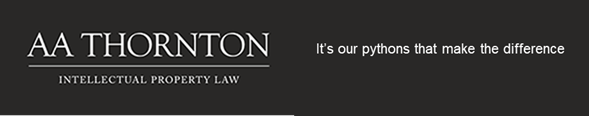 AA THORNTON
INTELLECTUAL PROPERTY LAW
It's our pythons that make the difference